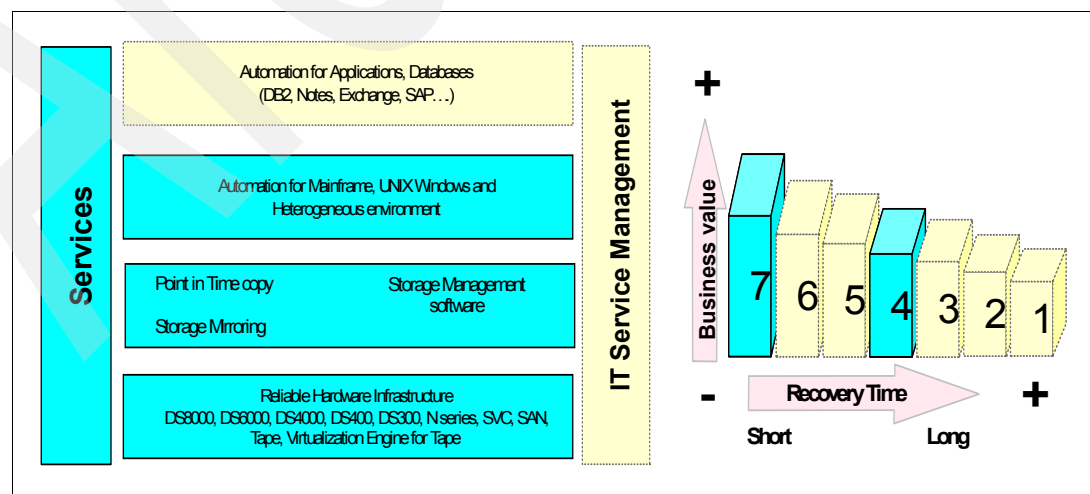 Services
Automation for Applications, Databases
(DB2, Notes, Exchange, SAP….)
Automation for Mainframe, UNIX Windows and
Heterogeneous environment
Point in Time copy
Storage Mirroring
Storage Management
software
Reliable Hardware Infrastructure
DS8000, DS6000, DS4000, DS400, DS300, N series, SVC, SAN,
Tape, Virtualization Engine for Tape
IT Service Management
+
Business value
-
7
6
5
4
3
2
1
Recovery Time
+
Short
Long